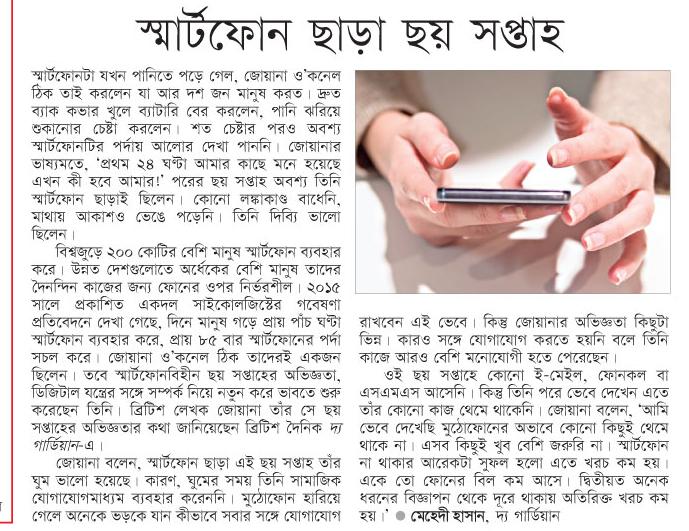 স্মার্টফোন ছাড়া ছয় সপ্তাহ
স্মার্টফোনটা যখন পানিতে পড়ে গেল, জোয়ানা ও'কনেল
ঠিক তাই করলেন যা আর দশ জন মানুষ করত। দ্রুত
ব্যাক কভার খুলে ব্যাটারি বের করলেন, পানি ঝরিয়ে
শুকানোর চেষ্টা করলেন। শত চেষ্টার পরও অবশ্য
স্মার্টফোনটির পর্দায় আলোর দেখা পাননি। জোয়ানার
ভাষ্যমতে, 'প্রথম ২৪ ঘণ্টা আমার কাছে মনে হয়েছে
এখন কী হবে আমার!' পরের ছয় সপ্তাহ অবশ্য তিনি
স্মার্টফোন ছাড়াই ছিলেন। কোনো লঙ্কাকাণ্ড বাধেনি,
মাথায় আকাশও ভেঙে পড়েনি। তিনি দিব্যি ভালো
ছিলেন।
বিশ্বজুড়ে ২০০ কোটির বেশি মানুষ স্মার্টফোন ব্যবহার
করে। উন্নত দেশগুলোতে অর্ধেকের বেশি মানুষ তাদের
দৈনন্দিন কাজের জন্য ফোনের ওপর নির্ভরশীল। ২০১৫
সালে প্রকাশিত একদল সাইকোলজিস্টের গবেষণা
প্রতিবেদনে দেখা গেছে, দিনে মানুষ গড়ে প্রায় পাঁচ ঘণ্টা
স্মার্টফোন ব্যবহার করে, প্রায় ৮৫ বার স্মার্টফোনের পর্দা
সচল করে। জোয়ানা ও'কনেল ঠিক তাদেরই একজন
ছিলেন। তবে স্মার্টফোনবিহীন ছয় সপ্তাহের অভিজ্ঞতা,
ডিজিটাল যন্ত্রের সঙ্গে সম্পর্ক নিয়ে নতুন করে ভাবতে শুরু
করেছেন তিনি। ব্রিটিশ লেখক জোয়ানা তাঁর সে ছয়
সপ্তাহের অভিজ্ঞতার কথা জানিয়েছেন ব্রিটিশ দৈনিক দ্য
গার্ডিয়ান-এ।
জোয়ানা বলেন, স্মার্টফোন ছাড়া এই ছয় সপ্তাহ তাঁর
ঘুম ভালো হয়েছে। কারণ, ঘুমের সময় তিনি সামাজিক
যোগাযোগমাধ্যম ব্যবহার করেননি। মুঠোফোন হারিয়ে
গেলে অনেকে ভড়কে যান কীভাবে সবার সঙ্গে যোগাযোগ
রাখবেন এই ভেবে। কিন্তু জোয়ানার অভিজ্ঞতা কিছুটা
ভিন্ন। কারও সঙ্গে যোগাযোগ করতে হয়নি বলে তিনি
কাজে আরও বেশি মনোযোগী হতে পেরেছেন।
ওই ছয় সপ্তাহে কোনো ই-মেইল, ফোনকল বা
এসএমএস আসেনি। কিন্তু তিনি পরে ভেবে দেখেন এতে
তাঁর কোনো কাজ থেমে থাকেনি। জোয়ানা বলেন, 'আমি
ভেবে দেখেছি মুঠোফোনের অভাবে কোনো কিছুই থেমে
থাকে না। এসব কিছুই খুব বেশি জরুরি না। স্মার্টফোন
না থাকার আরেকটা সুফল হলো এতে খরচ কম হয়।
একে তো ফোনের বিল কম আসে। দ্বিতীয়ত অনেক
ধরনের বিজ্ঞাপন থেকে দূরে থাকায় অতিরিক্ত খরচ কম
হয়।' ● মেহেদী হাসান, দ্য গার্ডিয়ান